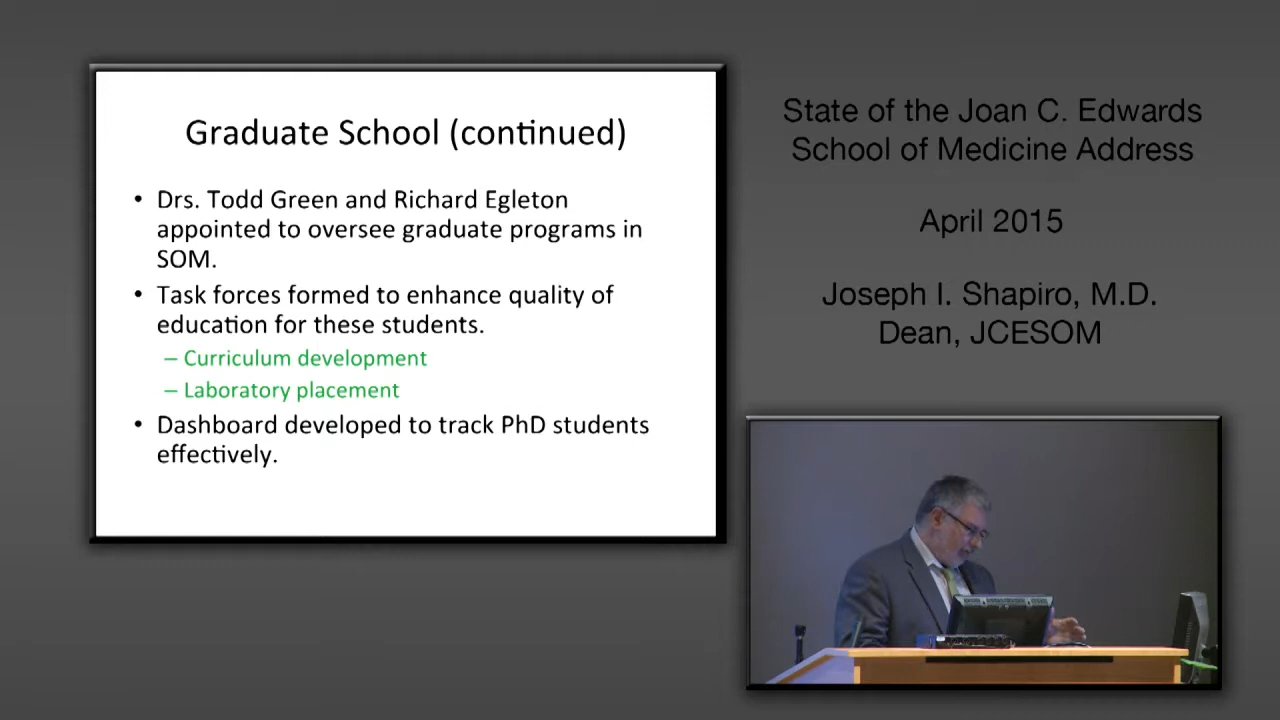 Graduate School (continued)
• Drs. Todd Green and Richard Egleton
appointed to oversee graduate programs in
SOM.
• Task forces formed to enhance quality of
education for these students.
– Curriculum development
– Laboratory placement
• Dashboard developed to track PhD students
effectively.
State of the Joan C. Edwards
School of Medicine Address
April 2015
Joseph I. Shapiro, M.D.
Dean, JCESOM